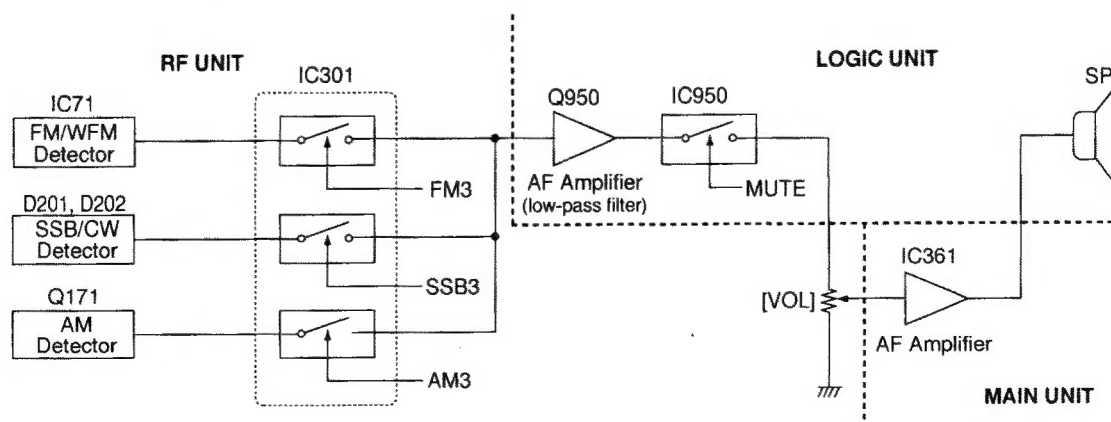 RF UNIT
IC301
IC71
FM/WFM
Detector
FM3
D201, D202
SSB/CW
Detector
SSB3
Q171
AM
Detector
AM3
LOGIC UNIT
Q950
AF Amplifier
(low-pass filter)
IC950
MUTE
SP
[VOL]
IC361
AF Amplifier
MAIN UNIT